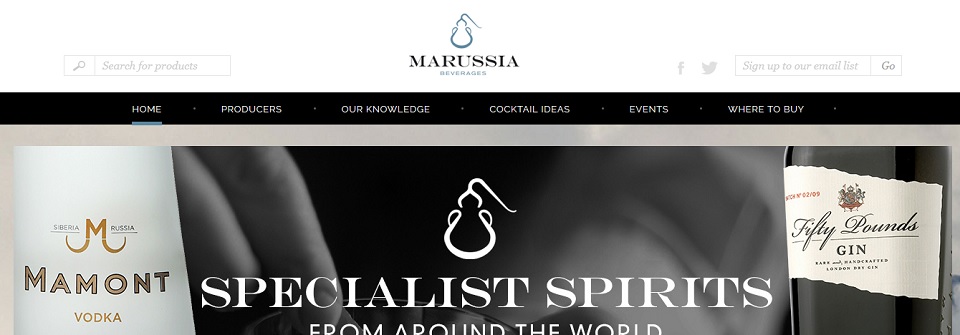 MARUSSIA
BEVERAGES
Search for products
Sign up to our email list
Go
HOME
PRODUCERS
OUR KNOWLEDGE
COCKTAIL IDEAS
EVENTS
WHERE TO BUY
SIBERIA M RUSSIA
MAMONT
VODKA
SPECIALIST SPIRITS
FROM AROUND THE WORLD
BATCH Nº 02/09
Fifty Pounds
GIN
RARE and HANDCRAFTED
LONDON DRY GIN